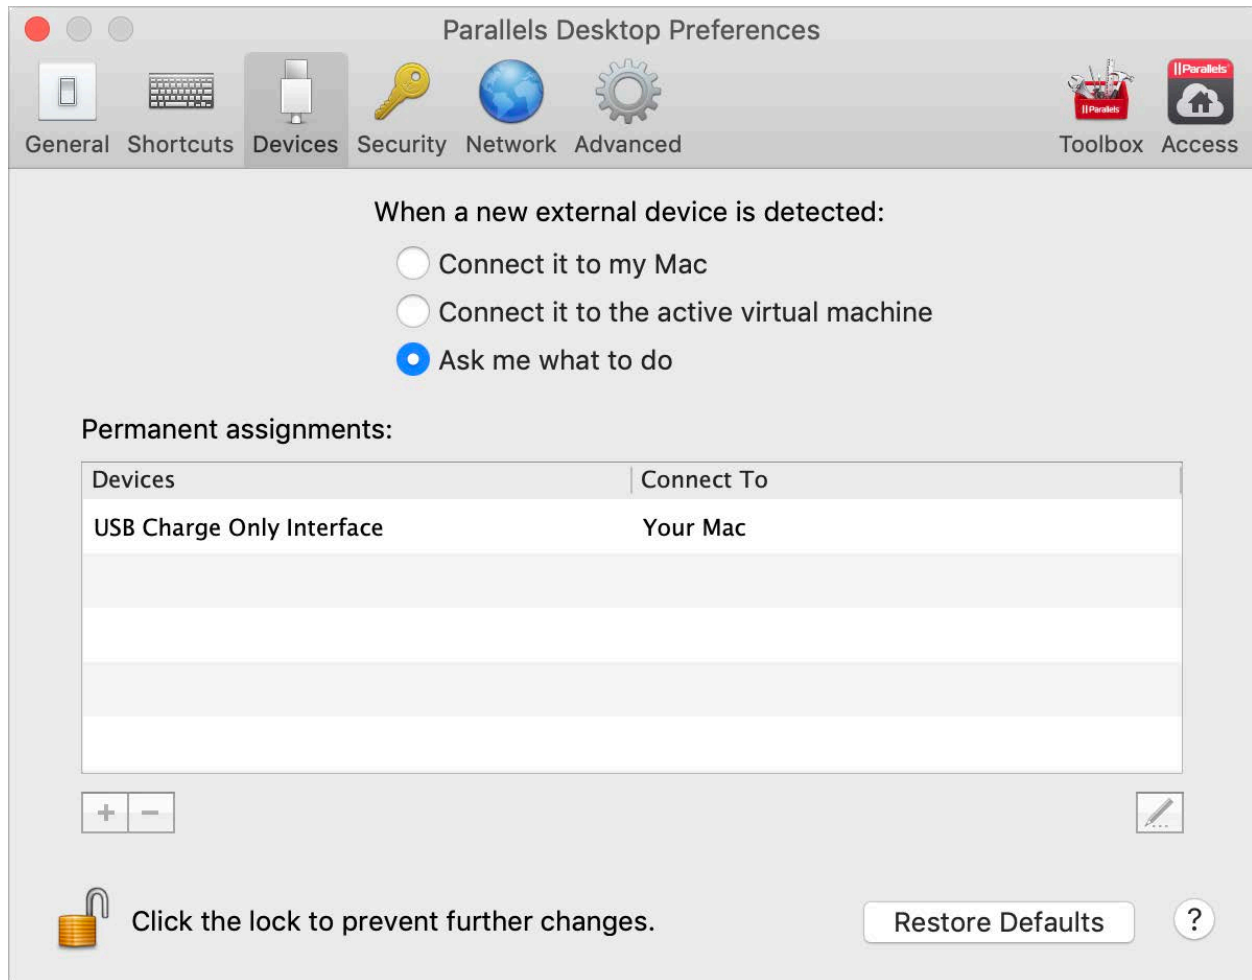 Parallels Desktop Preferences
|| Parallels
|| Parallels®
General Shortcuts Devices Security Network Advanced Toolbox Access
When a new external device is detected:
Connect it to my Mac
Connect it to the active virtual machine
Ask me what to do
Permanent assignments:
Devices Connect To
USB Charge Only Interface Your Mac
+ −
Click the lock to prevent further changes. Restore Defaults ?